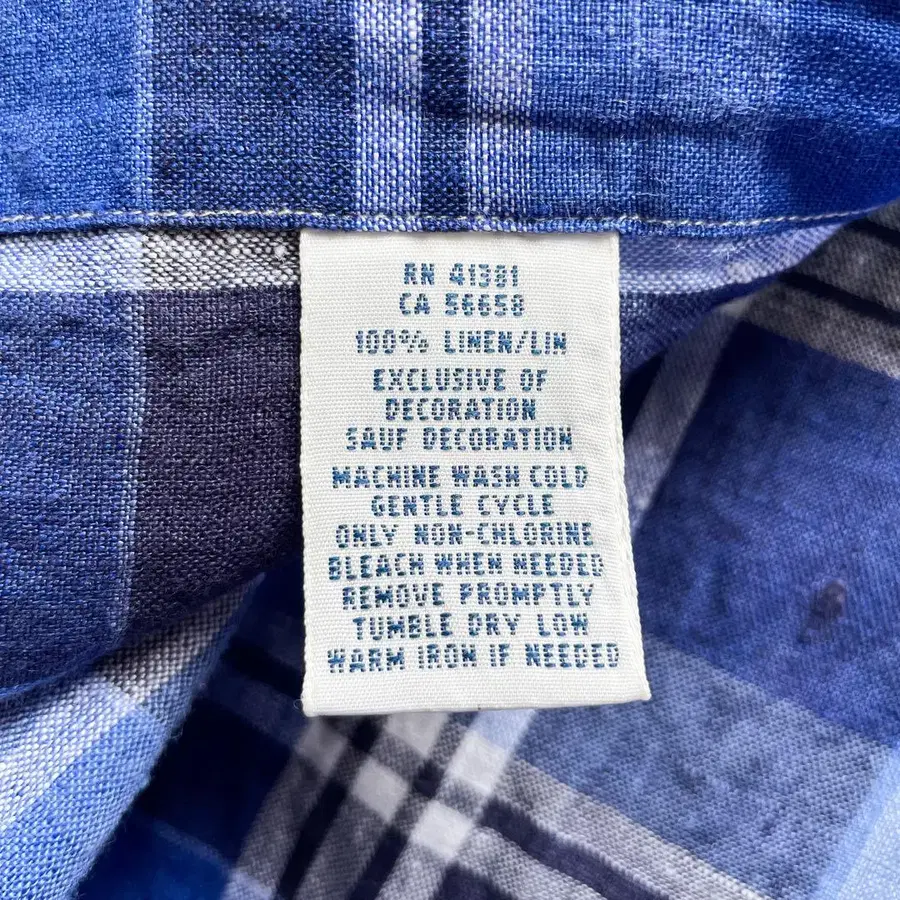 RN 41381
CA 56658
100% LINEN/LIN
EXCLUSIVE OF
DECORATION
SAUF DECORATION
MACHINE WASH COLD
GENTLE CYCLE
ONLY NON-CHLORINE
BLEACH WHEN NEEDED
REMOVE PROMPTLY
TUMBLE DRY LOW
WARM IRON IF NEEDED